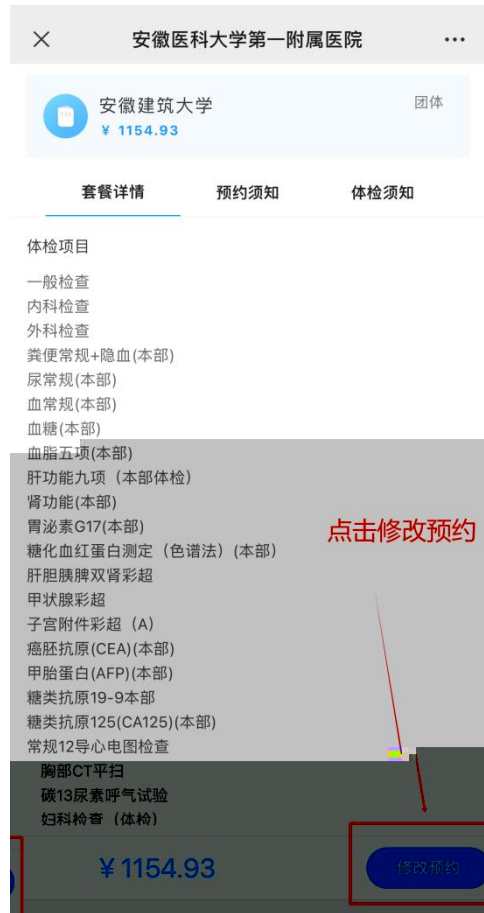 安徽医科大学第一附属医院
安徽建筑大学
团体
¥ 1154.93
套餐详情 预约须知 体检须知
体检项目
一般检查
内科检查
外科检查
粪便常规+隐血(本部)
尿常规(本部)
血常规(本部)
血糖(本部)
血脂五项(本部)
肝功能九项（本部体检)
肾功能(本部)
胃泌素G17(本部)
点击修改预约
糖化血红蛋白测定（色谱法）(本部）
肝胆胰脾双肾彩超
甲状腺彩超
子宫附件彩超（A）
癌胚抗原(CEA)(本部)
甲胎蛋白(AFP)(本部)
糖类抗原19-9本部
糖类抗原125(CA125)(本部)
常规12导心电图检查
胸部CT平扫
碳13尿素呼气试验
妇科检查（体检)
¥ 1154.93
修改预约